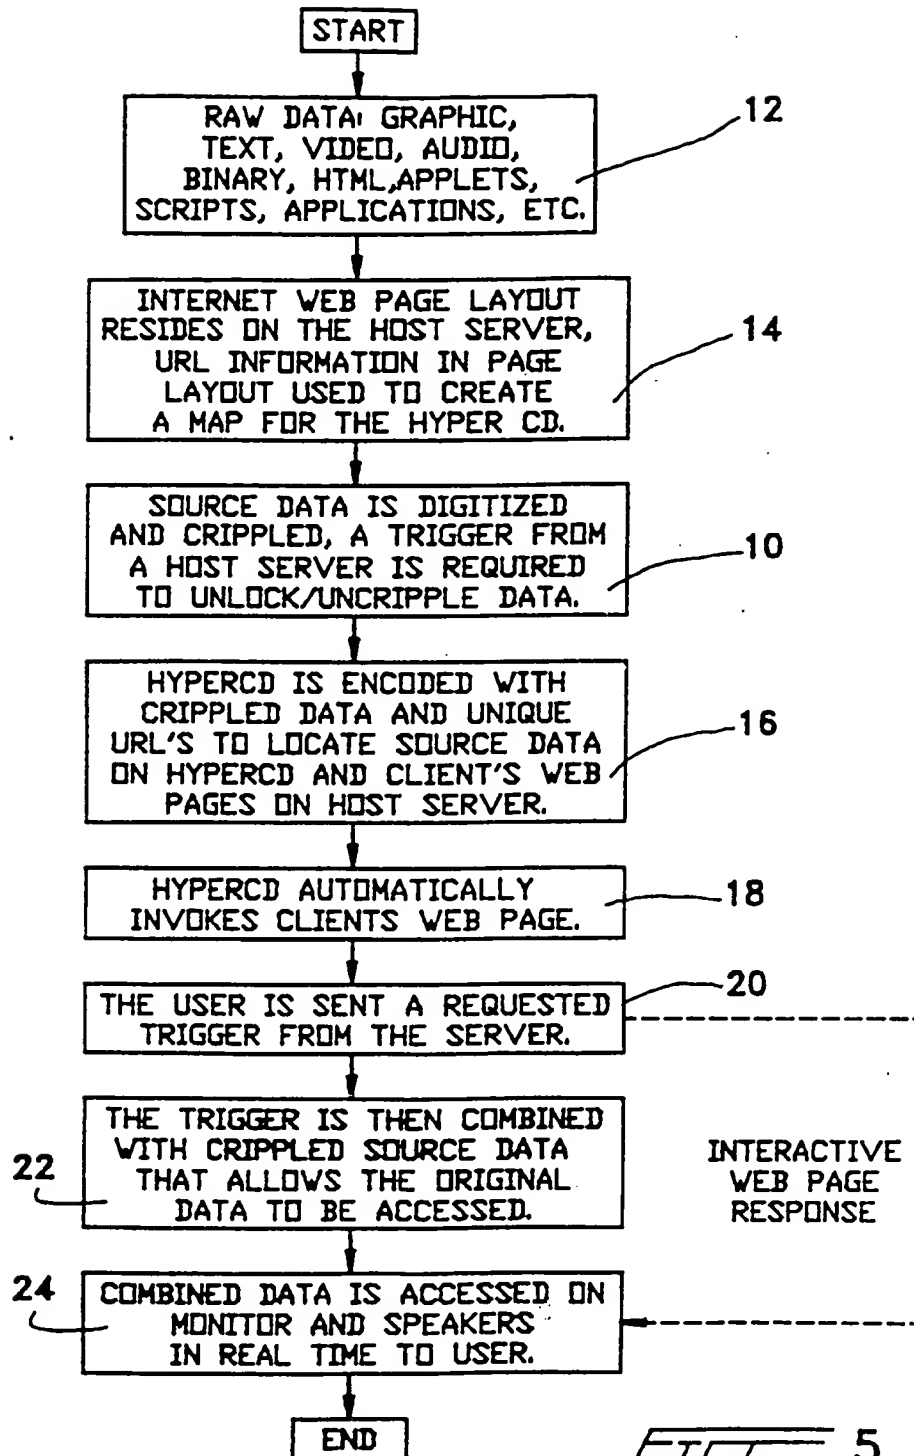 START
RAW DATA: GRAPHIC,
TEXT, VIDEO, AUDIO,
BINARY, HTML,APPLETS,
SCRIPTS, APPLICATIONS, ETC.
12
INTERNET WEB PAGE LAYOUT
RESIDES ON THE HOST SERVER,
URL INFORMATION IN PAGE
LAYOUT USED TO CREATE
A MAP FOR THE HYPER CD.
14
SOURCE DATA IS DIGITIZED
AND CRIPPLED, A TRIGGER FROM
A HOST SERVER IS REQUIRED
TO UNLOCK/UNCRIPPLE DATA.
10
HYPERCD IS ENCODED WITH
CRIPPLED DATA AND UNIQUE
URL'S TO LOCATE SOURCE DATA
ON HYPERCD AND CLIENT'S WEB
PAGES ON HOST SERVER.
16
HYPERCD AUTOMATICALLY
INVOKES CLIENTS WEB PAGE.
18
THE USER IS SENT A REQUESTED
TRIGGER FROM THE SERVER.
20
THE TRIGGER IS THEN COMBINED
WITH CRIPPLED SOURCE DATA
THAT ALLOWS THE ORIGINAL
DATA TO BE ACCESSED.
22
INTERACTIVE
WEB PAGE
RESPONSE
COMBINED DATA IS ACCESSED ON
MONITOR AND SPEAKERS
IN REAL TIME TO USER.
24
END
5